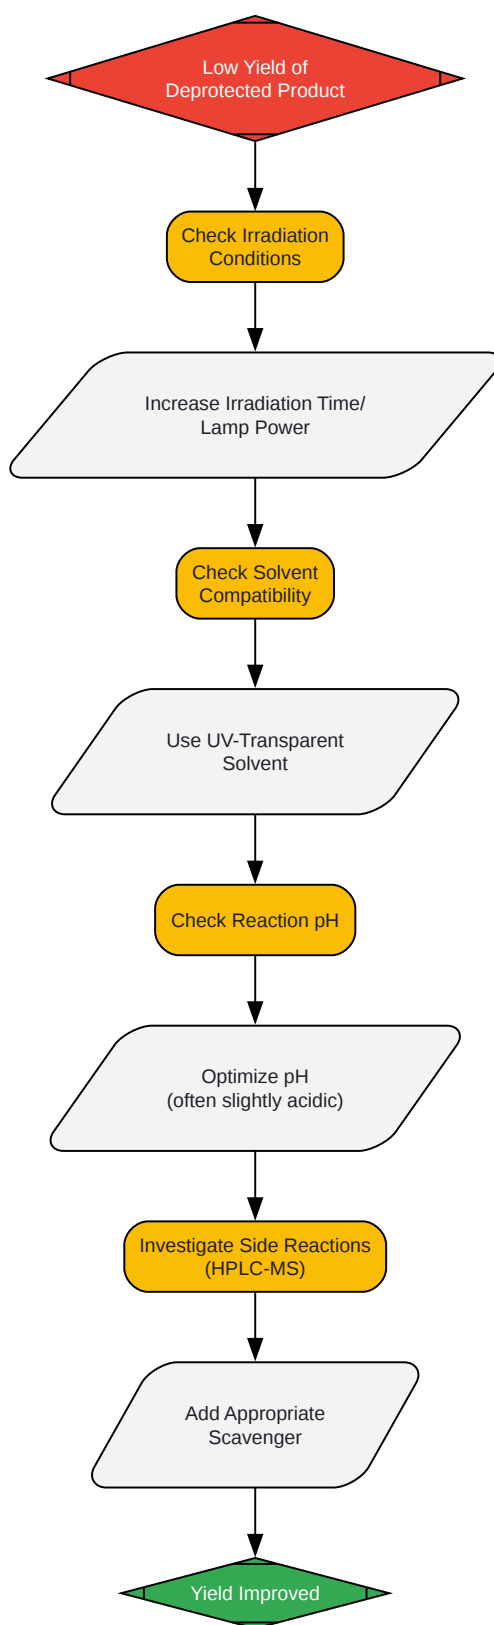 Low Yield of
Deprotected Product
Check Irradiation
Conditions
Increase Irradiation Time/
Lamp Power
Check Solvent
Compatibility
Use UV-Transparent
Solvent
Check Reaction pH
Optimize pH
(often slightly acidic)
Investigate Side Reactions
(HPLC-MS)
Add Appropriate
Scavenger
Yield Improved